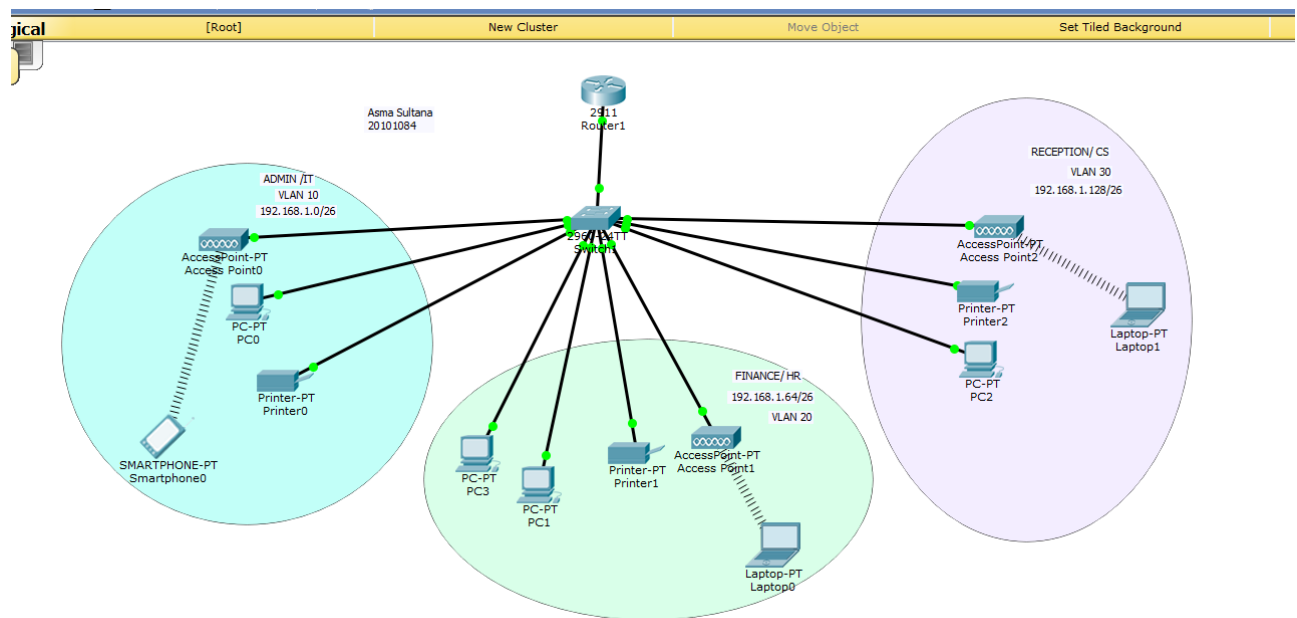 gical
[Root]
New Cluster
Move Object
Set Tiled Background
Asma Sultana
20101084
2911
Router1
ADMIN /IT
VLAN 10
192.168.1.0/26
RECEPTION/ CS
VLAN 30
192.168.1.128/26
24TT
Switch1
AccessPoint-PT
Access Point0
PC-PT
PC0
Printer-PT
Printer0
SMARTPHONE-PT
Smartphone0
AccessPoint-PT
Access Point2
Printer-PT
Printer2
Laptop-PT
Laptop1
PC-PT
PC2
FINANCE/ HR
192.168.1.64/26
VLAN 20
PC-PT
PC3
PC-PT
PC1
Printer-PT
Printer1
AccessPoint-PT
Access Point1
Laptop-PT
Laptop0